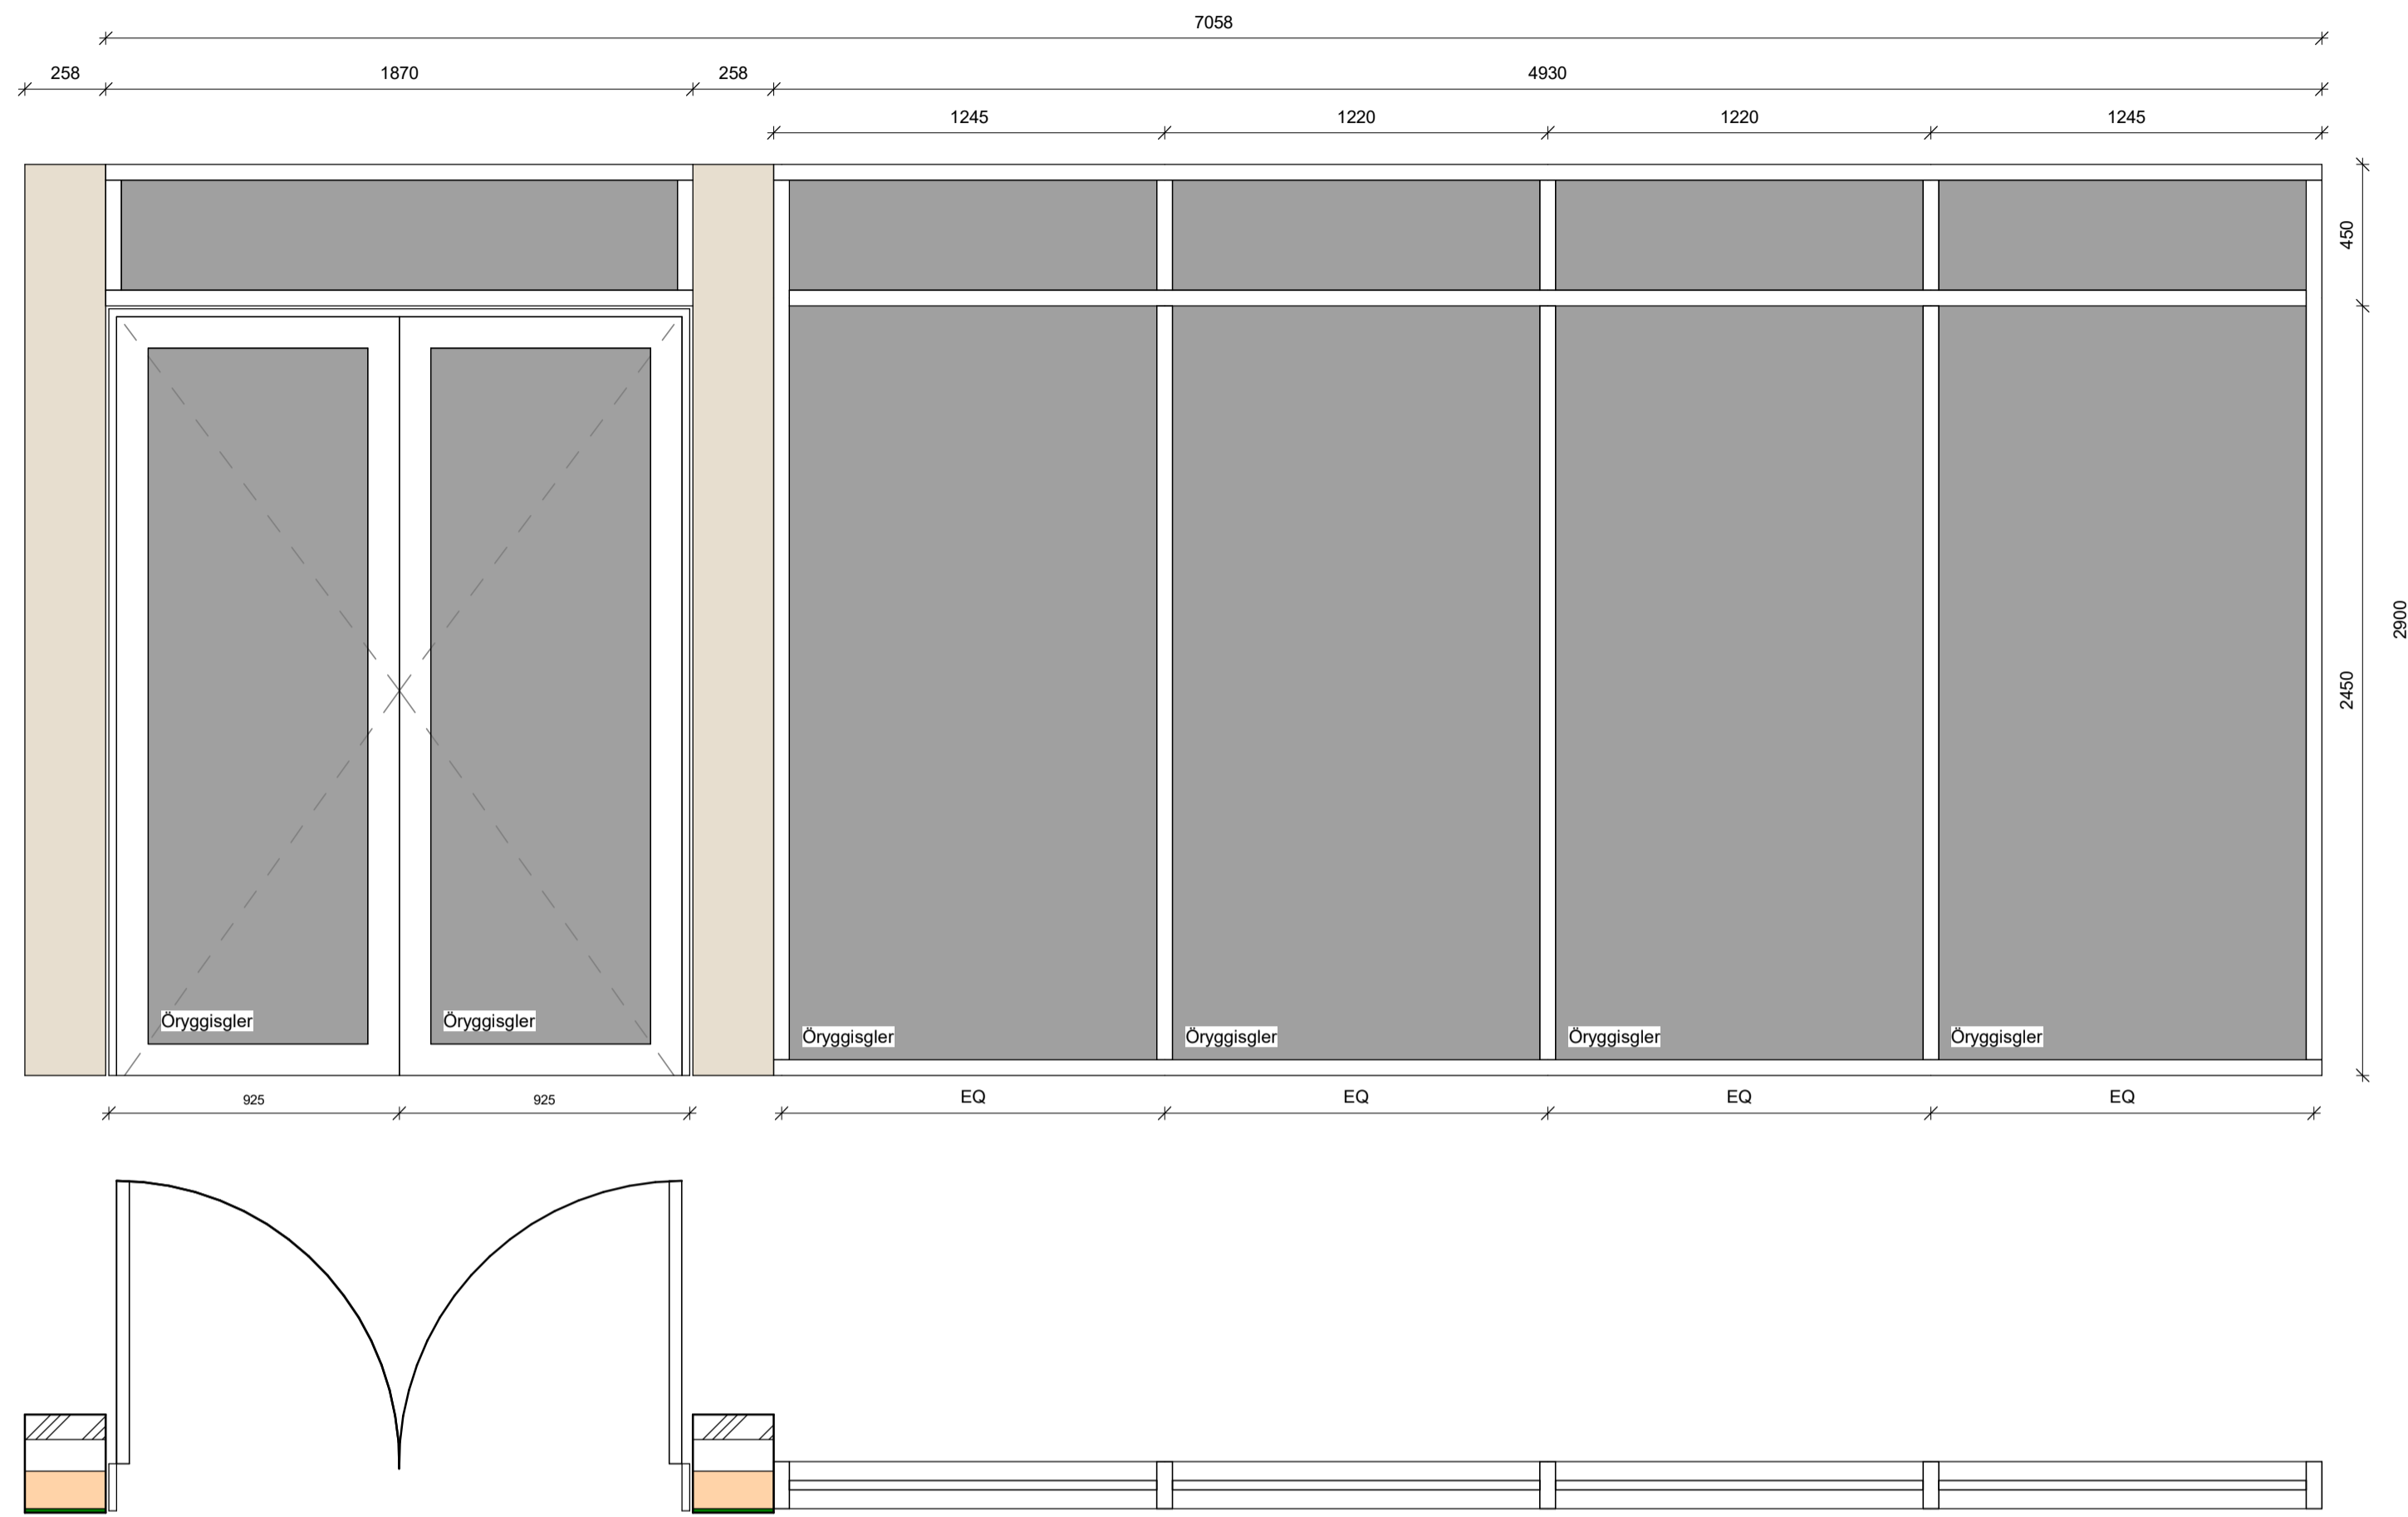 7058
258 1870 258 4930
1245 1220 1220 1245
450
2900
2450
Öryggisgler Öryggisgler
Öryggisgler Öryggisgler Öryggisgler Öryggisgler
925 925 EQ EQ EQ EQ